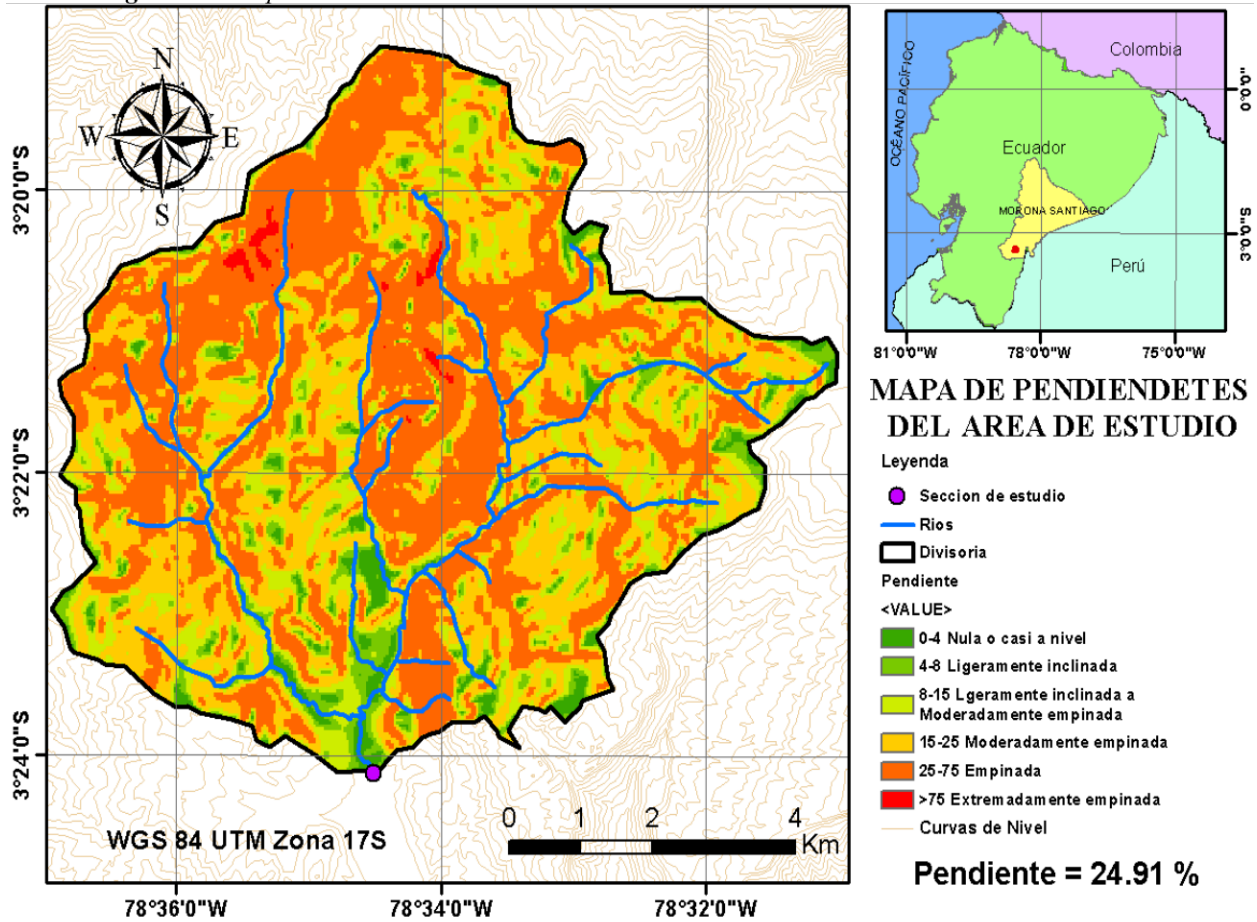 N
W
E
S
3°20'0"S
3°22'0"S
3°24'0"S
78°36'0"W
78°34'0"W
78°32'0"W
WGS 84 UTM Zona 17S
0
1
2
4
Km
OCÉANO PACÍFICO
Colombia
Ecuador
MORONA SANTIAGO
Perú
0°0'0"
3°0'0"S
81°0'0"W
78°0'0"W
75°0'0"W
MAPA DE PENDIENDETES
DEL AREA DE ESTUDIO
Leyenda
Seccion de estudio
Rios
Divisoria
Pendiente
<VALUE>
0-4 Nula o casi a nivel
4-8 Ligeramente inclinada
8-15 Lgeramente inclinada a
Moderadamente empinada
15-25 Moderadamente empinada
25-75 Empinada
>75 Extremadamente empinada
Curvas de Nivel
Pendiente = 24.91 %